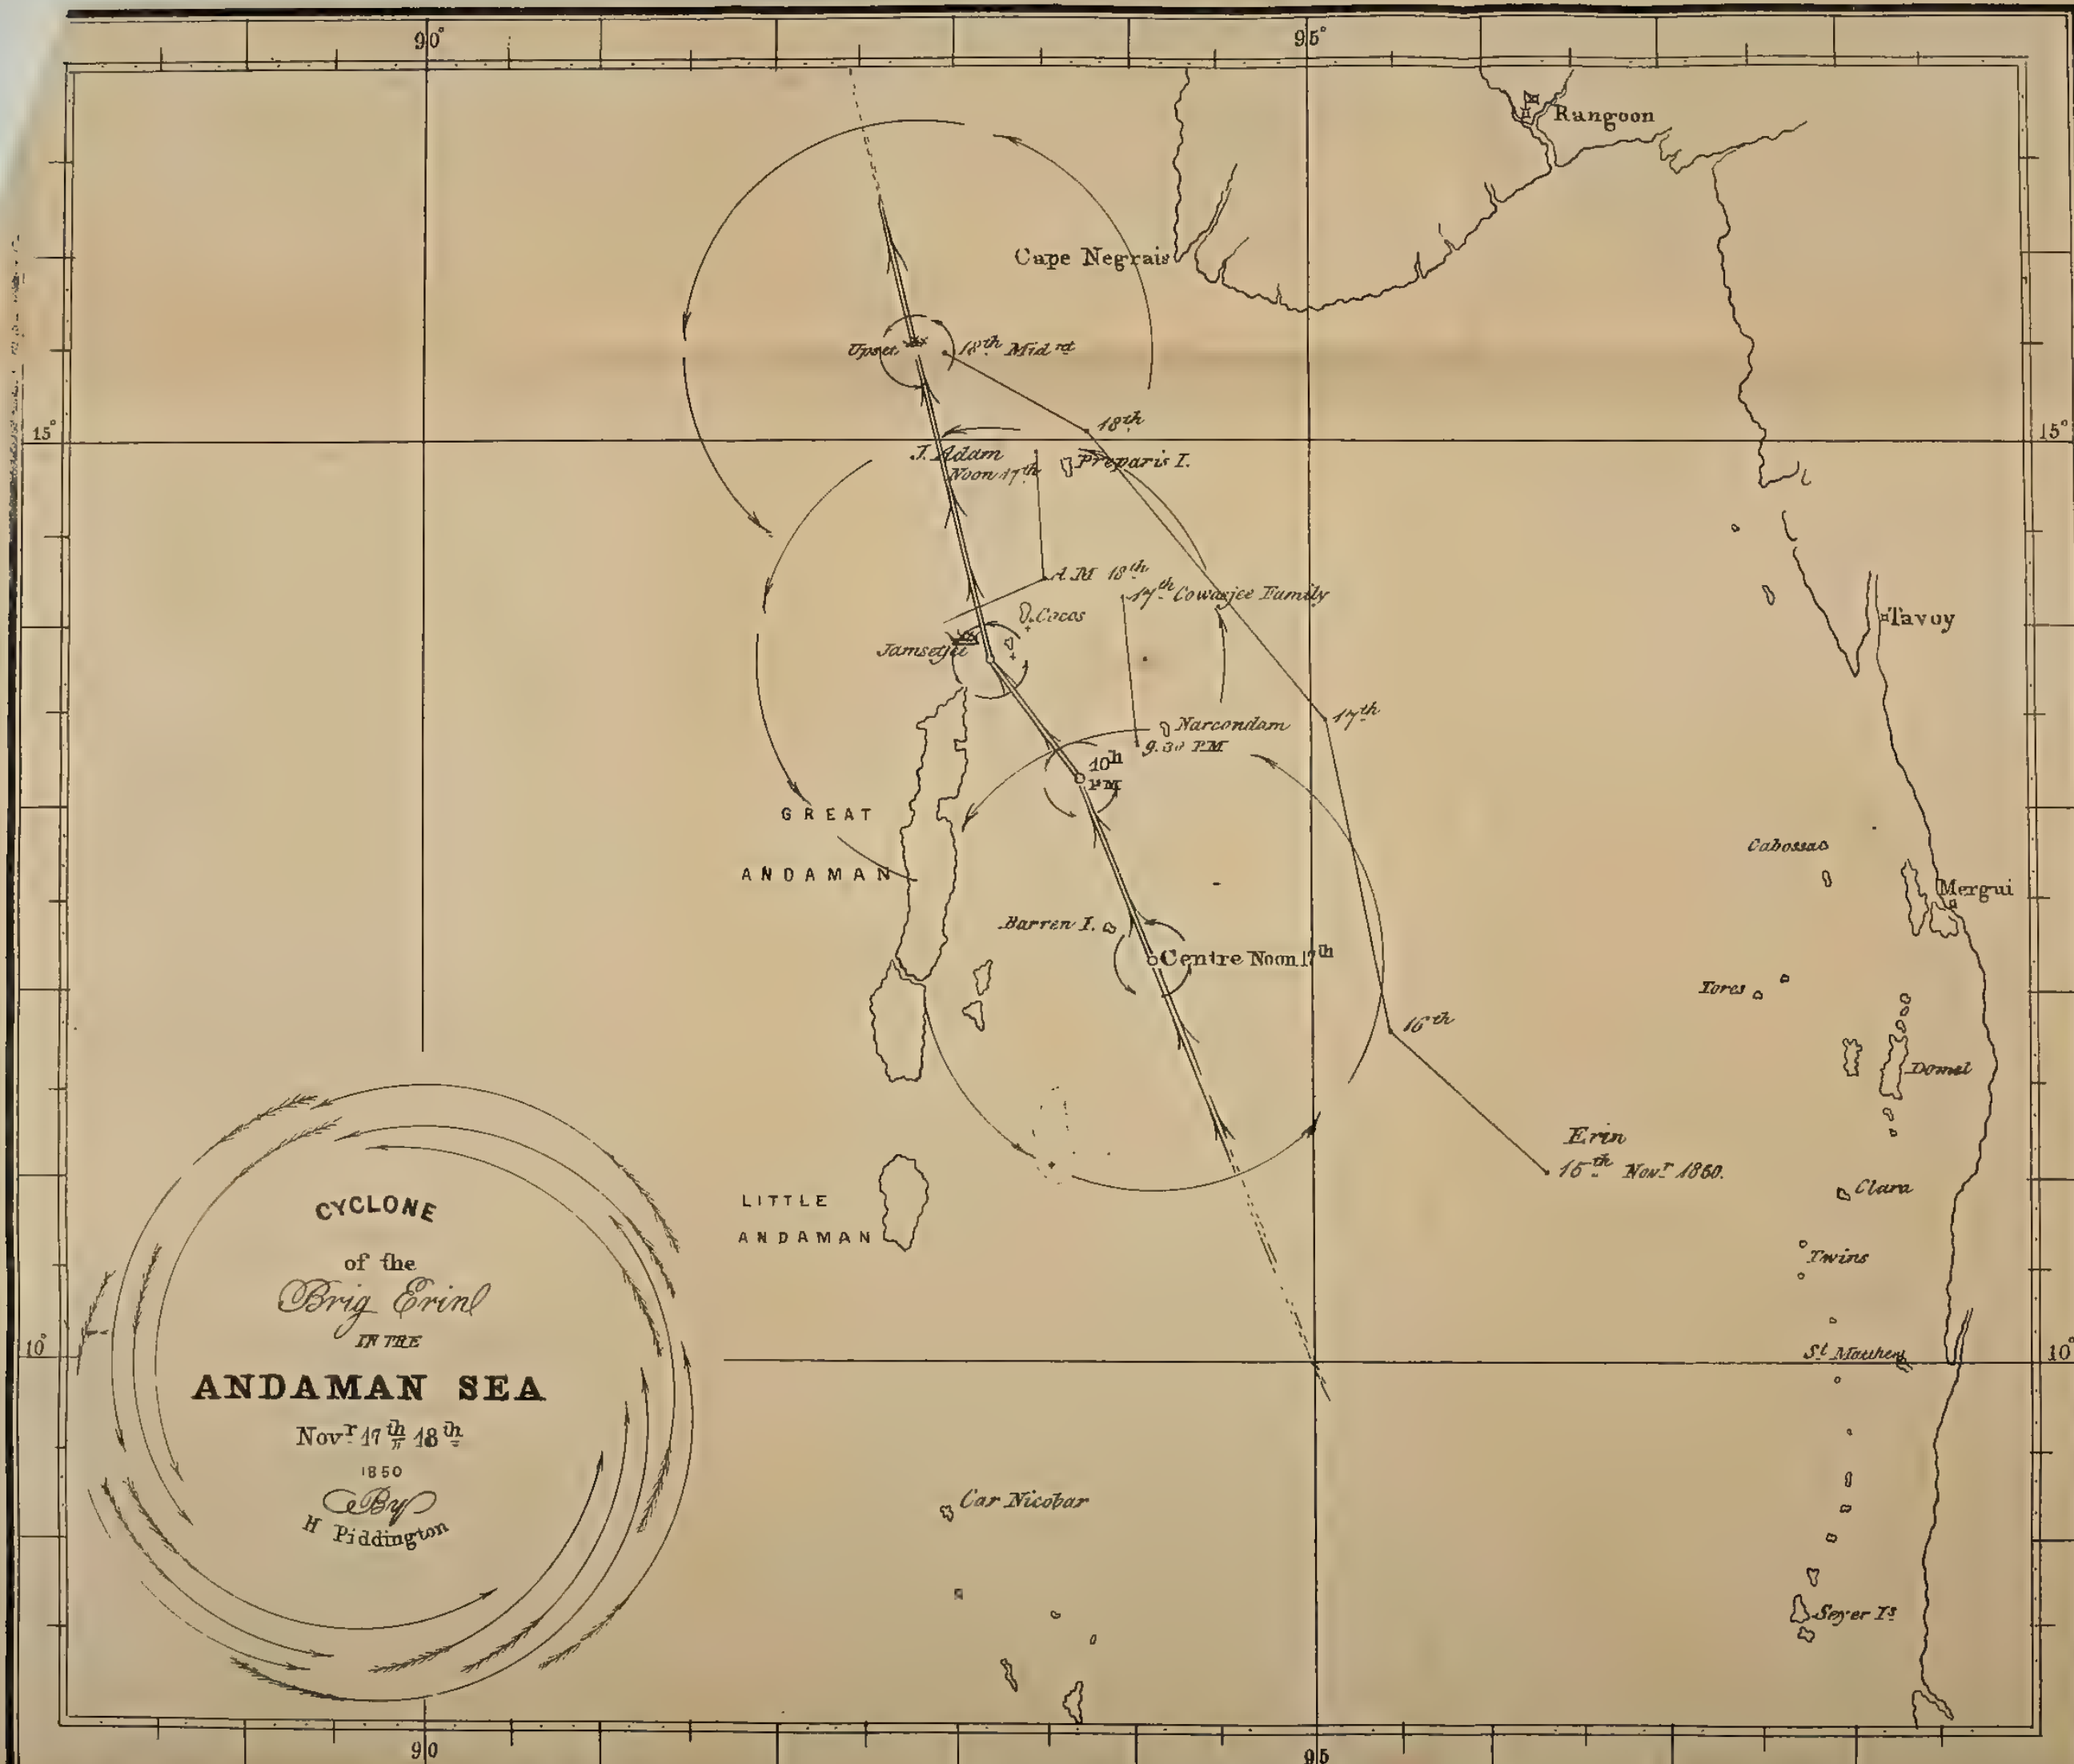 90°
95°
Rangoon
Cape Negrais
Upset
18th Mid nt
15°
15°
18th
J. Adam
Noon 17th
Preparis I.
A.M 18th
17th Cowasjee Family
Cocos
Jamsetjee
Tavoy
17th
Narcondam
9.30 PM
10h
PM
GREAT
ANDAMAN
Cabossa
Mergui
Barren I.
Centre Noon 17th
Tores
16th
Domel
Erin
15th Novr 1850.
Clara
LITTLE
ANDAMAN
Twins
CYCLONE
of the
Brig Erin
IN THE
ANDAMAN SEA
Novr 17th 18th
1850
By
H Piddington
10°
10°
St Matthews
Car Nicobar
Seyer Is
90
95